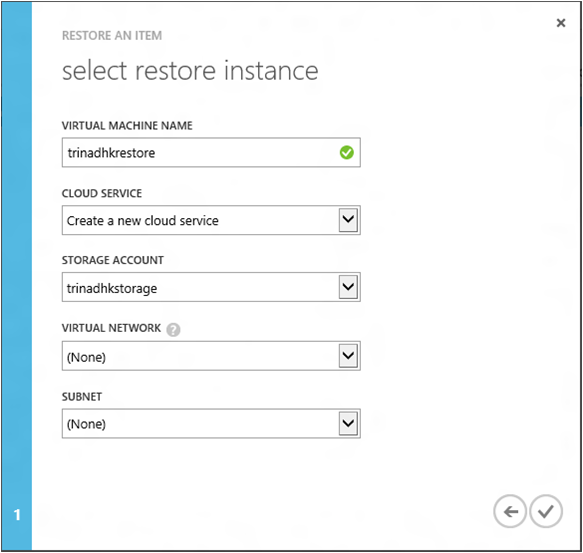 RESTORE AN ITEM
select restore instance
VIRTUAL MACHINE NAME
trinadhkrestore
CLOUD SERVICE
Create a new cloud service
STORAGE ACCOUNT
trinadhkstorage
VIRTUAL NETWORK ?
(None)
SUBNET
(None)
1